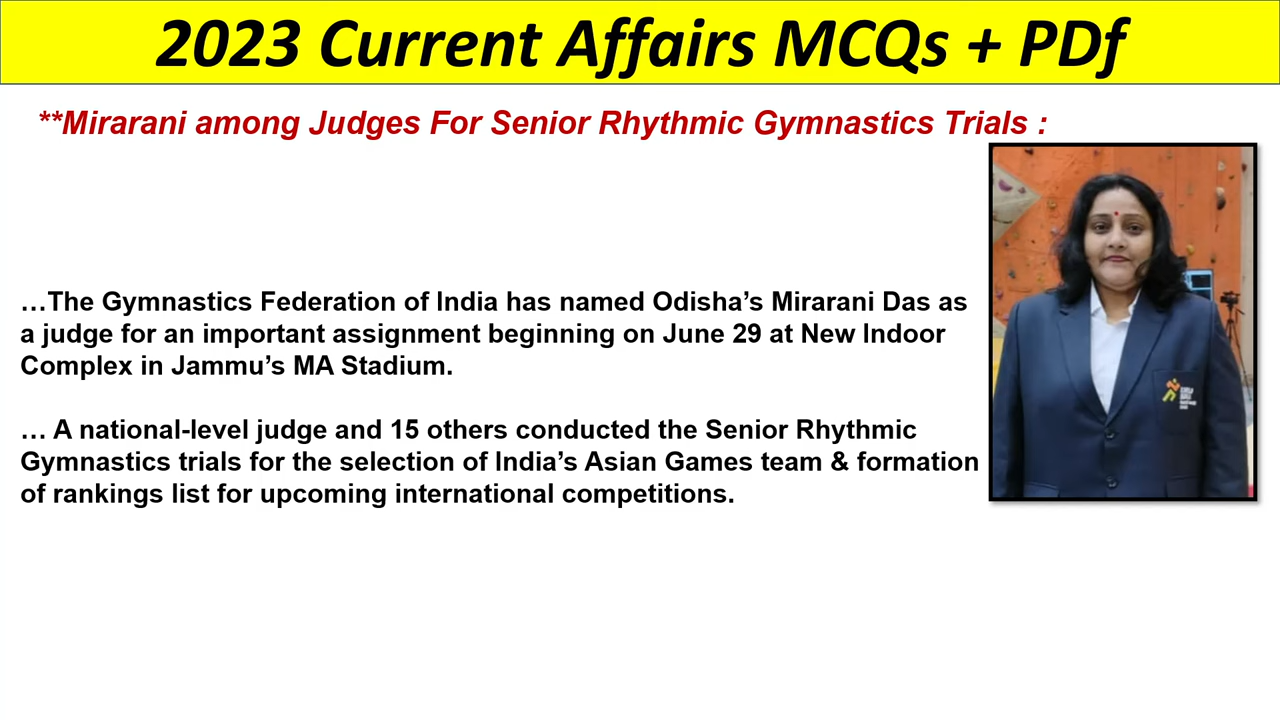 2023 Current Affairs MCQs + PDf
**Mirarani among Judges For Senior Rhythmic Gymnastics Trials :
…The Gymnastics Federation of India has named Odisha’s Mirarani Das as
a judge for an important assignment beginning on June 29 at New Indoor
Complex in Jammu’s MA Stadium.
… A national-level judge and 15 others conducted the Senior Rhythmic
Gymnastics trials for the selection of India’s Asian Games team & formation
of rankings list for upcoming international competitions.